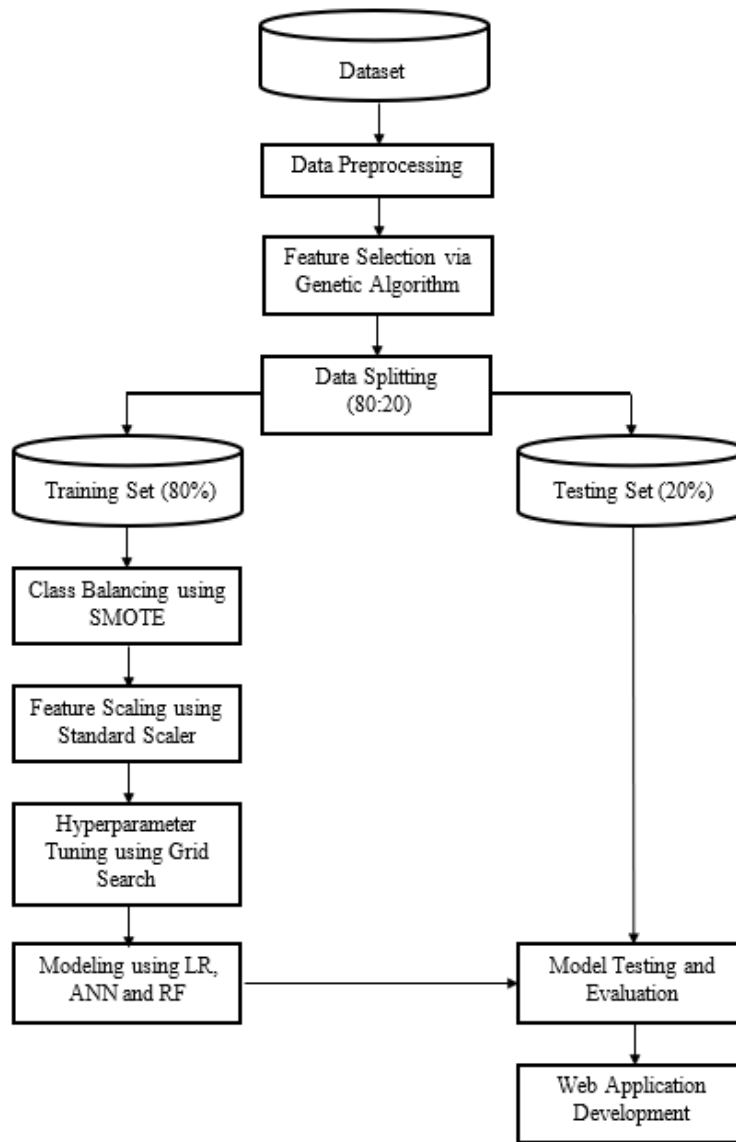 Dataset
Data Preprocessing
Feature Selection via
Genetic Algorithm
Data Splitting
(80:20)
Training Set (80%)
Testing Set (20%)
Class Balancing using
SMOTE
Feature Scaling using
Standard Scaler
Hyperparameter
Tuning using Grid
Search
Modeling using LR,
ANN and RF
Model Testing and
Evaluation
Web Application
Development